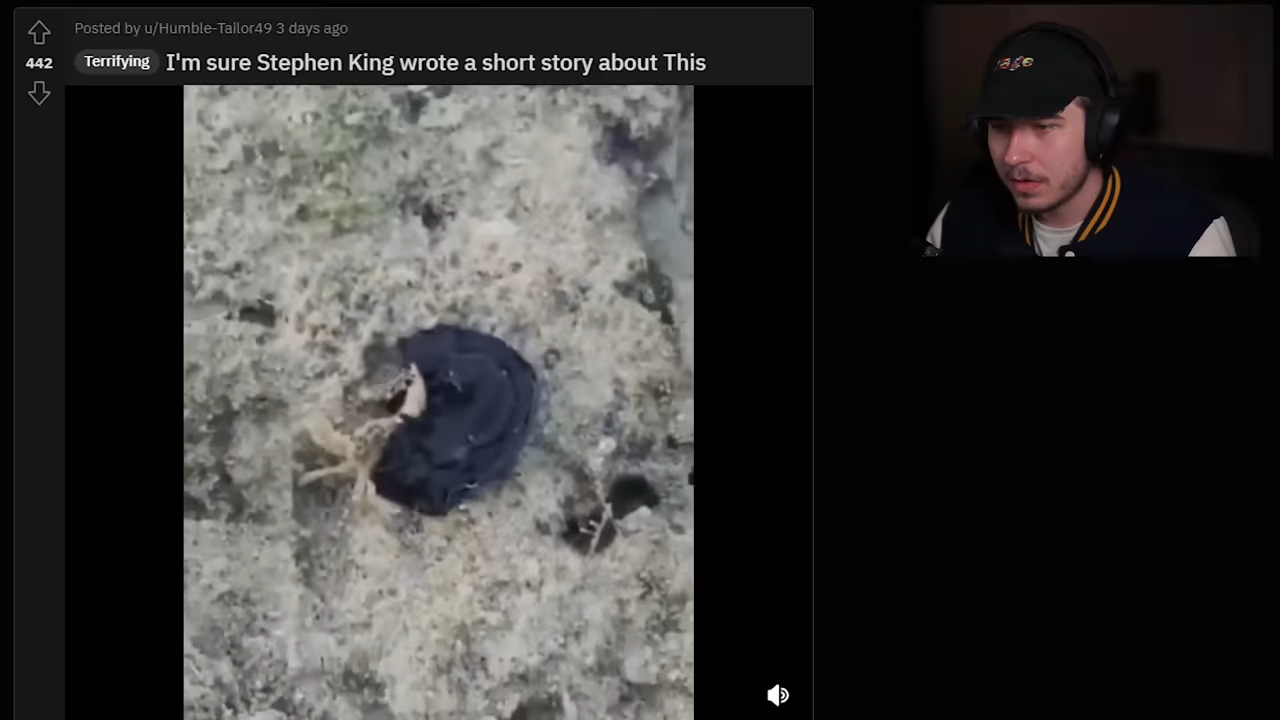 Posted by u/Humble-Tailor49 3 days ago
442
Terrifying I'm sure Stephen King wrote a short story about This